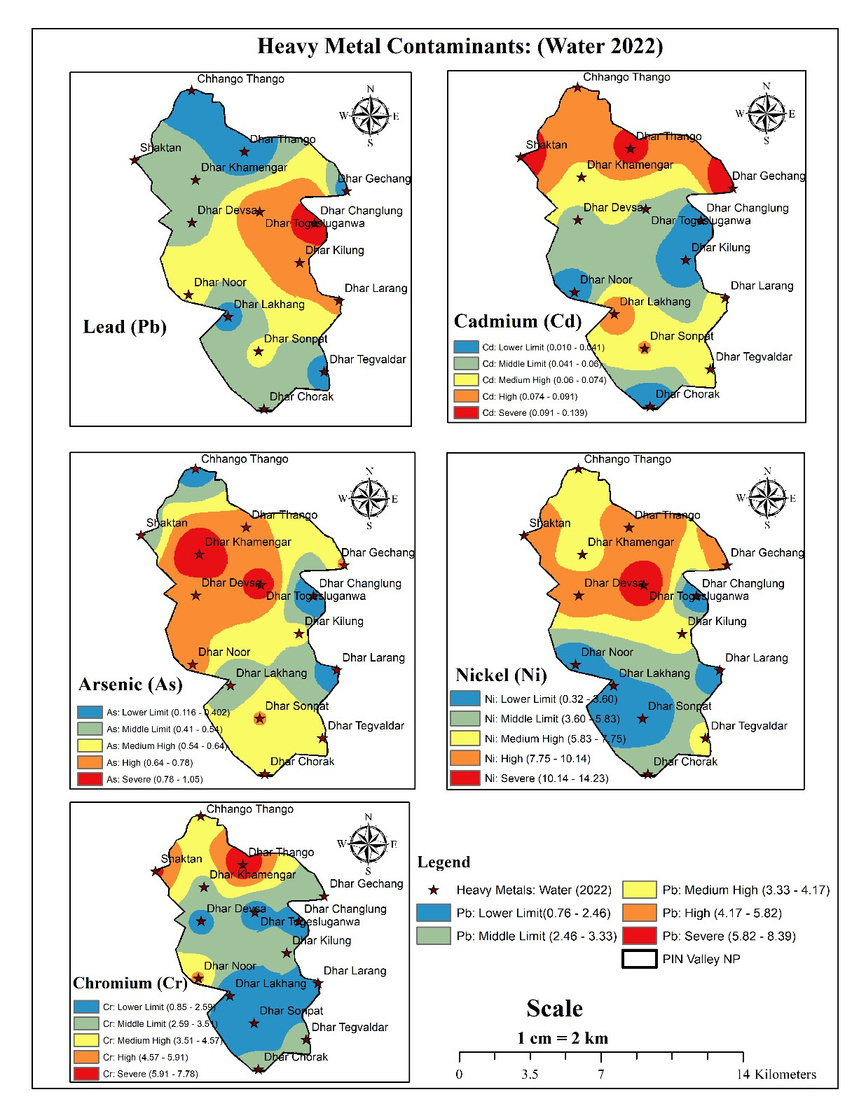 Heavy Metal Contaminants: (Water 2022)
Chhango Thango
N
W E
S
Dhar Thango
Shaktan
Dhar Khamengar
Dhar Gechang
Dhar Devsa
Dhar Changlung
Dhar Togesluganwa
Dhar Kilung
Dhar Noor
Dhar Larang
Dhar Lakhang
Lead (Pb)
Dhar Sonpat
Dhar Tegvaldar
Dhar Chorak
Chhango Thango
N
W E
S
Dhar Thango
Shaktan
Dhar Khamengar
Dhar Gechang
Dhar Devsa
Dhar Changlung
Dhar Togesluganwa
Dhar Kilung
Dhar Noor
Dhar Larang
Dhar Lakhang
Cadmium (Cd)
Dhar Sonpat
Cd: Lower Limit (0.010 - 0.041)
Cd: Middle Limit (0.041 - 0.06)
Dhar Tegvaldar
Cd: Medium High (0.06 - 0.074)
Cd: High (0.074 - 0.091)
Dhar Chorak
Cd: Severe (0.091 - 0.139)
Chhango Thango
N
W E
S
Shaktan
Dhar Thango
Dhar Khamengar
Dhar Gechang
Dhar Devsa
Dhar Changlung
Dhar Togesluganwa
Dhar Kilung
Dhar Noor
Dhar Larang
Dhar Lakhang
Arsenic (As)
Dhar Sonpat
As: Lower Limit (0.116 - 0.402)
As: Middle Limit (0.41 - 0.54)
Dhar Tegvaldar
As: Medium High (0.54 - 0.64)
As: High (0.64 - 0.78)
Dhar Chorak
As: Severe (0.78 - 1.05)
Chhango Thango
N
W E
S
Shaktan
Dhar Thango
Dhar Khamengar
Dhar Gechang
Dhar Devsa
Dhar Changlung
Dhar Togesluganwa
Dhar Kilung
Dhar Noor
Dhar Larang
Dhar Lakhang
Nickel (Ni)
Ni: Lower Limit (0.32 - 3.60)
Dhar Sonpat
Ni: Middle Limit (3.60 - 5.83)
Dhar Tegvaldar
Ni: Medium High (5.83 - 7.75)
Ni: High (7.75 - 10.14)
Dhar Chorak
Ni: Severe (10.14 - 14.23)
Chhango Thango
N
W E
S
Dhar Thango
Shaktan
Dhar Khamengar
Dhar Gechang
Dhar Devsa
Dhar Changlung
Dhar Togesluganwa
Dhar Kilung
Dhar Noor
Dhar Larang
Chromium (Cr)
Dhar Lakhang
Cr: Lower Limit (0.85 - 2.59)
Dhar Sonpat
Cr: Middle Limit (2.59 - 3.51)
Dhar Tegvaldar
Cr: Medium High (3.51 - 4.57)
Cr: High (4.57 - 5.91)
Dhar Chorak
Cr: Severe (5.91 - 7.78)
Legend
Heavy Metals: Water (2022)
Pb: Lower Limit(0.76 - 2.46)
Pb: Middle Limit (2.46 - 3.33)
Pb: Medium High (3.33 - 4.17)
Pb: High (4.17 - 5.82)
Pb: Severe (5.82 - 8.39)
PIN Valley NP
Scale
1 cm = 2 km
0 3.5 7 14 Kilometers